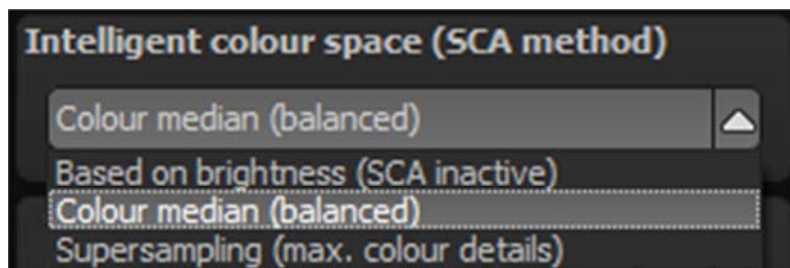 Intelligent colour space (SCA method)
Colour median (balanced)
Based on brightness (SCA inactive)
Colour median (balanced)
Supersampling (max. colour details)